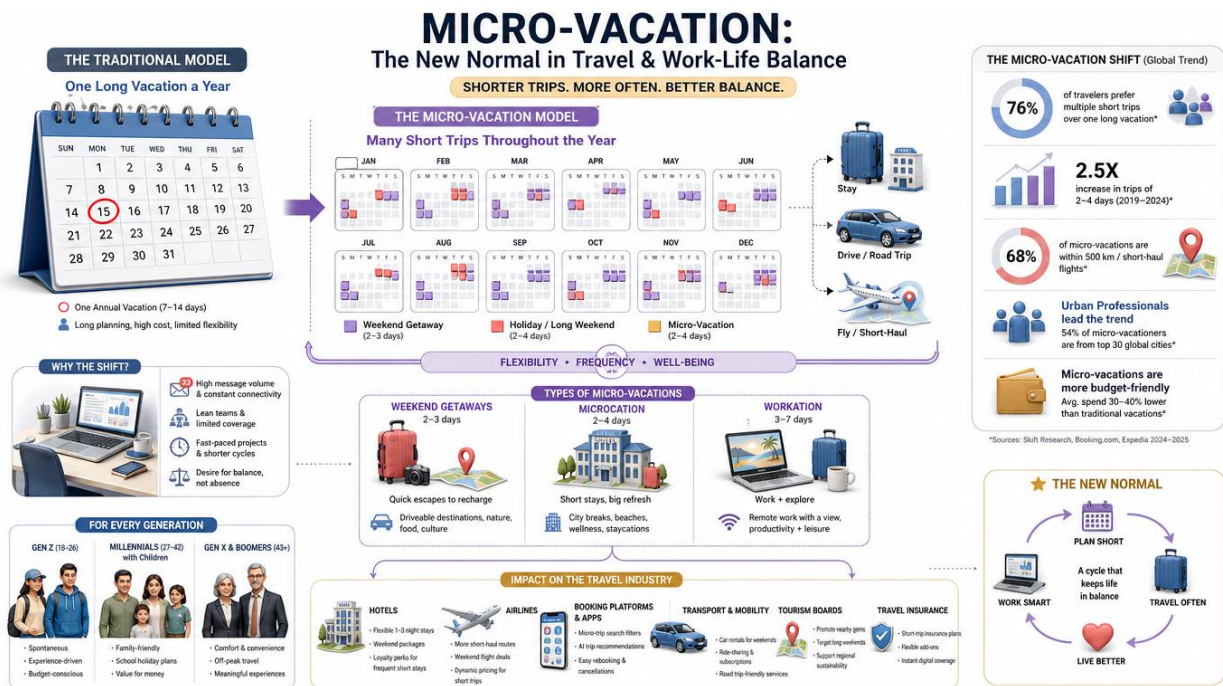 MICRO-VACATION:
The New Normal in Travel & Work-Life Balance
SHORTER TRIPS. MORE OFTEN. BETTER BALANCE.
THE TRADITIONAL MODEL
One Long Vacation a Year
SUN MON TUE WED THU FRI SAT
1 2 3 4 5 6
7 8 9 10 11 12 13
14 15 16 17 18 19 20
21 22 23 24 25 26 27
28 29 30 31
One Annual Vacation (7–14 days)
Long planning, high cost, limited flexibility
THE MICRO-VACATION MODEL
Many Short Trips Throughout the Year
JAN FEB MAR APR MAY JUN
S M T W T F S
S M T W T F S
S M T W T F S
S M T W T F S
S M T W T F S
S M T W T F S
JUL AUG SEP OCT NOV DEC
S M T W T F S
S M T W T F S
S M T W T F S
S M T W T F S
S M T W T F S
S M T W T F S
Weekend Getaway
(2–3 days)
Holiday / Long Weekend
(2–4 days)
Micro-Vacation
(2–4 days)
Stay
Drive / Road Trip
Fly / Short-Haul
FLEXIBILITY • FREQUENCY • WELL-BEING
THE MICRO-VACATION SHIFT (Global Trend)
76%
of travelers prefer
multiple short trips
over one long vacation*
2.5X
increase in trips of
2–4 days (2019–2024)*
68%
of micro-vacations are
within 500 km / short-haul
flights*
Urban Professionals
lead the trend
54% of micro-vacationers
are from top 30 global cities*
Micro-vacations are
more budget-friendly
Avg. spend 30–40% lower
than traditional vacations*
*Sources: Skift Research, Booking.com, Expedia 2024–2025
WHY THE SHIFT?
23
High message volume
& constant connectivity
Lean teams &
limited coverage
Fast-paced projects
& shorter cycles
Desire for balance,
not absence
TYPES OF MICRO-VACATIONS
WEEKEND GETAWAYS
2–3 days
Quick escapes to recharge
Driveable destinations, nature,
food, culture
MICROCATION
2–4 days
Short stays, big refresh
City breaks, beaches,
wellness, staycations
WORKATION
3–7 days
Work + explore
Remote work with a view,
productivity + leisure
FOR EVERY GENERATION
GEN Z (18-26)
• Spontaneous
• Experience-driven
• Budget-conscious
MILLENNIALS (27-42)
with Children
• Family-friendly
• School holiday plans
• Value for money
GEN X & BOOMERS (43+)
• Comfort & convenience
• Off-peak travel
• Meaningful experiences
IMPACT ON THE TRAVEL INDUSTRY
HOTELS
• Flexible 1–3 night stays
• Weekend packages
• Loyalty perks for
frequent short stays
AIRLINES
• More short-haul routes
• Weekend flight deals
• Dynamic pricing for
short trips
BOOKING PLATFORMS
& APPS
• Micro-trip search filters
• AI trip recommendations
• Easy rebooking &
cancellations
TRANSPORT & MOBILITY
• Car rentals for weekends
• Ride-sharing &
subscriptions
• Road trip-friendly services
TOURISM BOARDS
• Promote nearby gems
• Target long weekends
• Support regional
sustainability
TRAVEL INSURANCE
• Short-trip insurance plans
• Flexible add-ons
• Instant digital coverage
THE NEW NORMAL
PLAN SHORT
TRAVEL OFTEN
LIVE BETTER
WORK SMART
A cycle that
keeps life
in balance